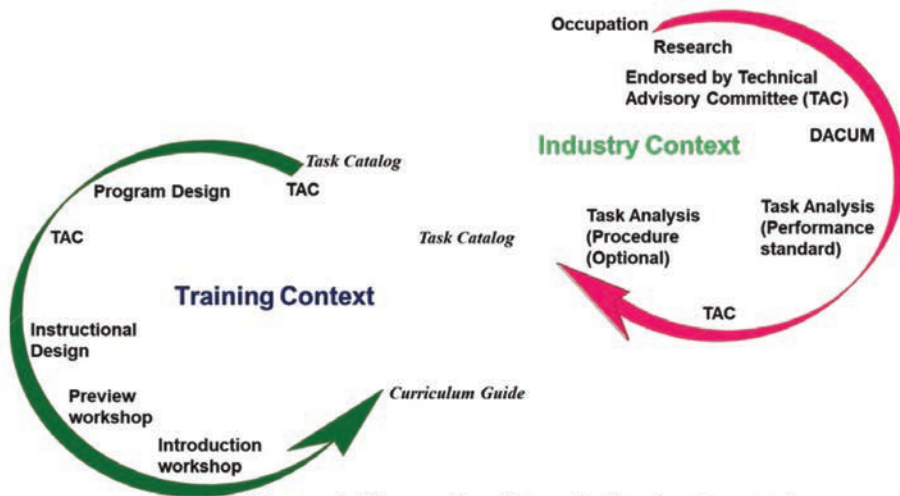 Occupation
Research
Endorsed by Technical
Advisory Committee (TAC)
DACUM
Industry Context
Task Analysis
(Performance
standard)
Task Analysis
(Procedure
(Optional)
TAC
Task Catalog
Task Catalog
TAC
Program Design
TAC
Training Context
Instructional
Design
Preview
workshop
Introduction
workshop
Curriculum Guide